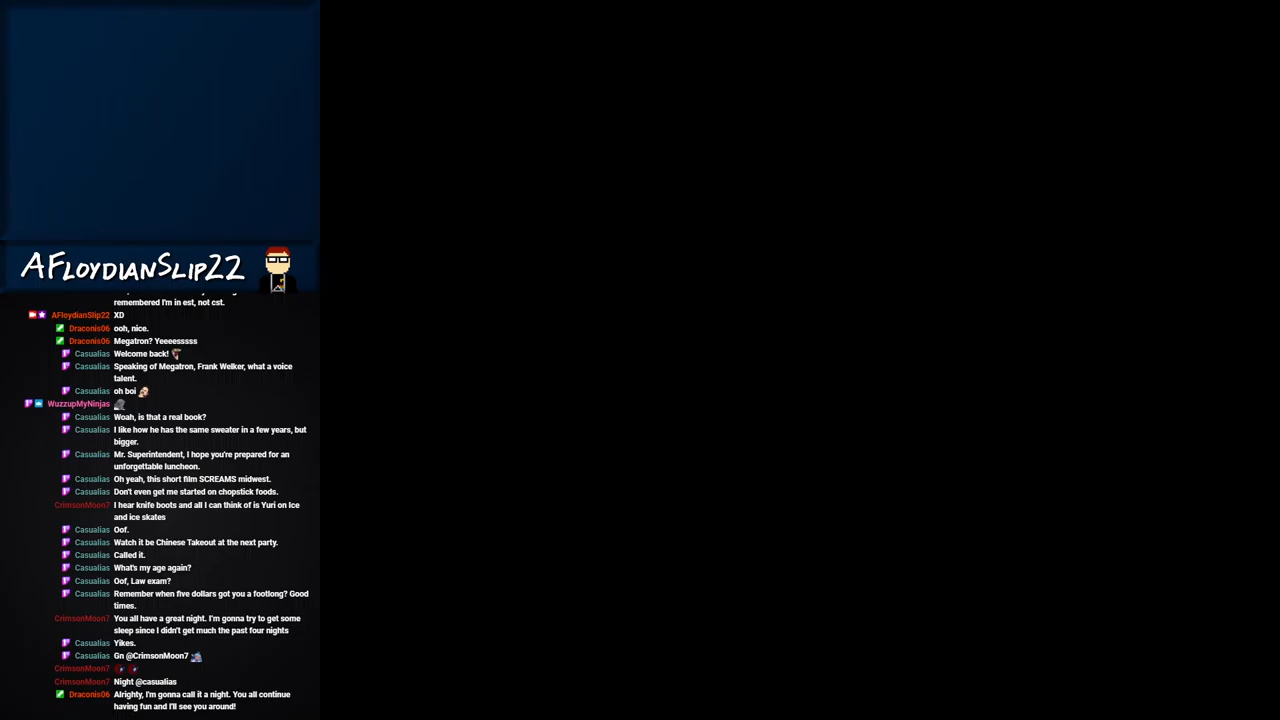 AFLOYDIANSLIP22
remembered I'm in est, not cst.
AFloydianSlip22 XD
Draconis06 ooh, nice.
Draconis06 Megatron? Yeeeesssss
Casualias Welcome back!
Casualias Speaking of Megatron, Frank Welker, what a voice
talent.
Casualias oh boi
WuzzupMyNinjas
Casualias Woah, is that a real book?
Casualias I like how he has the same sweater in a few years, but
bigger.
Casualias Mr. Superintendent, I hope you're prepared for an
unforgettable luncheon.
Casualias Oh yeah, this short film SCREAMS midwest.
Casualias Don't even get me started on chopstick foods.
CrimsonMoon7 I hear knife boots and all I can think of is Yuri on Ice
and ice skates
Casualias Oof.
Casualias Watch it be Chinese Takeout at the next party.
Casualias Called it.
Casualias What's my age again?
Casualias Oof, Law exam?
Casualias Remember when five dollars got you a footlong? Good
times.
CrimsonMoon7 You all have a great night. I'm gonna try to get some
sleep since I didn't get much the past four nights
Casualias Yikes.
Casualias Gn @CrimsonMoon7
CrimsonMoon7
CrimsonMoon7 Night @casualias
Draconis06 Alrighty, I'm gonna call it a night. You all continue
having fun and I'll see you around!